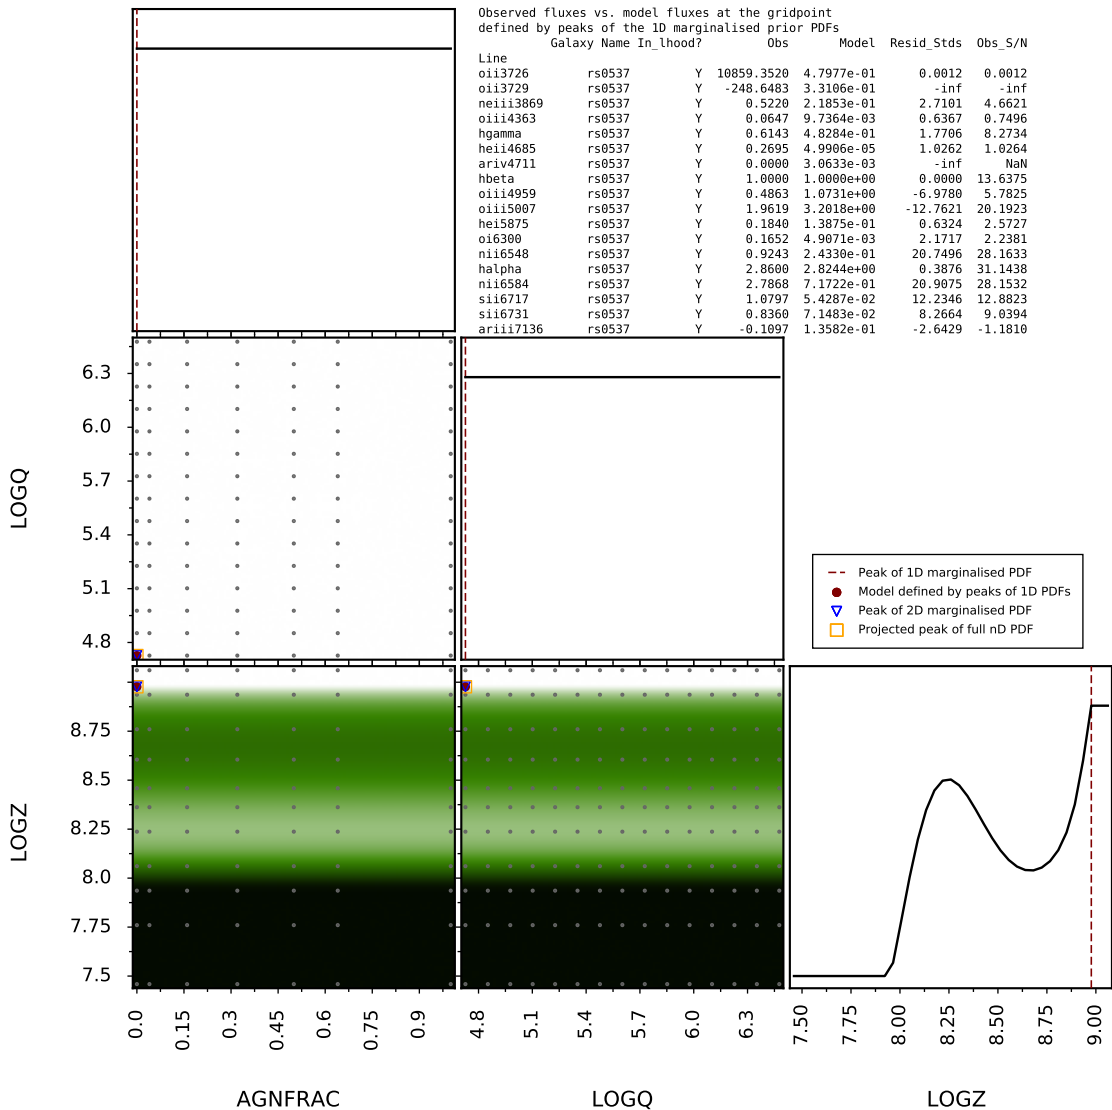 Observed fluxes vs. model fluxes at the gridpoint
defined by peaks of the 1D marginalised prior PDFs
Galaxy Name In_lhood? Obs Model Resid_Stds Obs_S/N
Line
oii3726 rs0537 Y 10859.3520 4.7977e-01 0.0012 0.0012
oii3729 rs0537 Y -248.6483 3.3106e-01 -inf -inf
neiii3869 rs0537 Y 0.5220 2.1853e-01 2.7101 4.6621
oiii4363 rs0537 Y 0.0647 9.7364e-03 0.6367 0.7496
hgamma rs0537 Y 0.6143 4.8284e-01 1.7706 8.2734
heii4685 rs0537 Y 0.2695 4.9906e-05 1.0262 1.0264
ariv4711 rs0537 Y 0.0000 3.0633e-03 -inf NaN
hbeta rs0537 Y 1.0000 1.0000e+00 0.0000 13.6375
oiii4959 rs0537 Y 0.4863 1.0731e+00 -6.9780 5.7825
oiii5007 rs0537 Y 1.9619 3.2018e+00 -12.7621 20.1923
hei5875 rs0537 Y 0.1840 1.3875e-01 0.6324 2.5727
oi6300 rs0537 Y 0.1652 4.9071e-03 2.1717 2.2381
nii6548 rs0537 Y 0.9243 2.4330e-01 20.7496 28.1633
halpha rs0537 Y 2.8600 2.8244e+00 0.3876 31.1438
nii6584 rs0537 Y 2.7868 7.1722e-01 20.9075 28.1532
sii6717 rs0537 Y 1.0797 5.4287e-02 12.2346 12.8823
sii6731 rs0537 Y 0.8360 7.1483e-02 8.2664 9.0394
ariii7136 rs0537 Y -0.1097 1.3582e-01 -2.6429 -1.1810
LOGQ
6.3
6.0
5.7
5.4
5.1
4.8
Peak of 1D marginalised PDF
Model defined by peaks of 1D PDFs
Peak of 2D marginalised PDF
Projected peak of full nD PDF
LOGZ
8.75
8.5
8.25
8.0
7.75
7.5
0.0 0.15 0.3 0.45 0.6 0.75 0.9
4.8 5.1 5.4 5.7 6.0 6.3
7.50 7.75 8.00 8.25 8.50 8.75 9.00
AGNFRAC LOGQ LOGZ